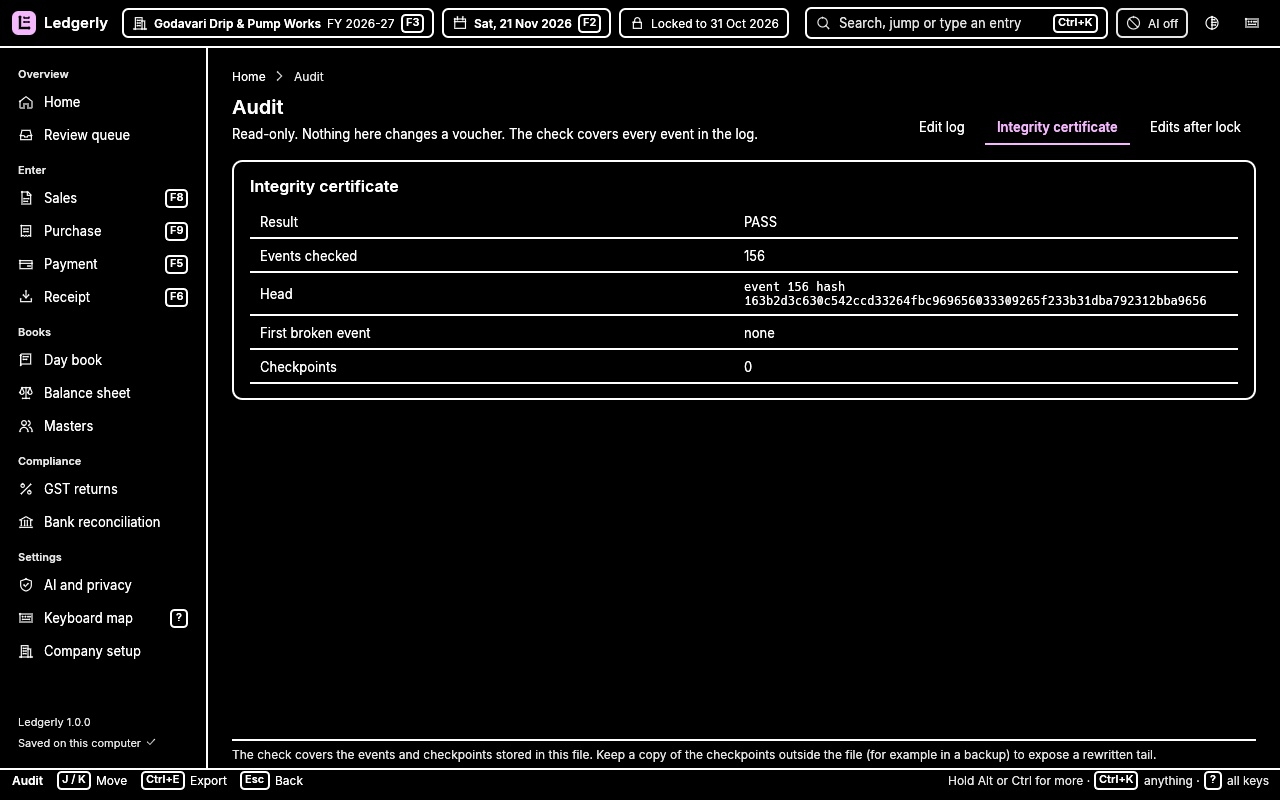 Ledgerly
Godavari Drip & Pump Works FY 2026-27 F3
Sat, 21 Nov 2026 F2
Locked to 31 Oct 2026
Search, jump or type an entry Ctrl+K
AI off
Overview
Home
Review queue
Enter
Sales F8
Purchase F9
Payment F5
Receipt F6
Books
Day book
Balance sheet
Masters
Compliance
GST returns
Bank reconciliation
Settings
AI and privacy
Keyboard map ?
Company setup
Ledgerly 1.0.0
Saved on this computer
Home Audit
Audit
Read-only. Nothing here changes a voucher. The check covers every event in the log.
Edit log Integrity certificate Edits after lock
Integrity certificate
Result PASS
Events checked 156
Head event 156 hash
163b2d3c630c542ccd33264fbc969656033309265f233b31dba792312bba9656
First broken event none
Checkpoints 0
The check covers the events and checkpoints stored in this file. Keep a copy of the checkpoints outside the file (for example in a backup) to expose a rewritten tail.
Audit J / K Move Ctrl+E Export Esc Back
Hold Alt or Ctrl for more · Ctrl+K anything · ? all keys